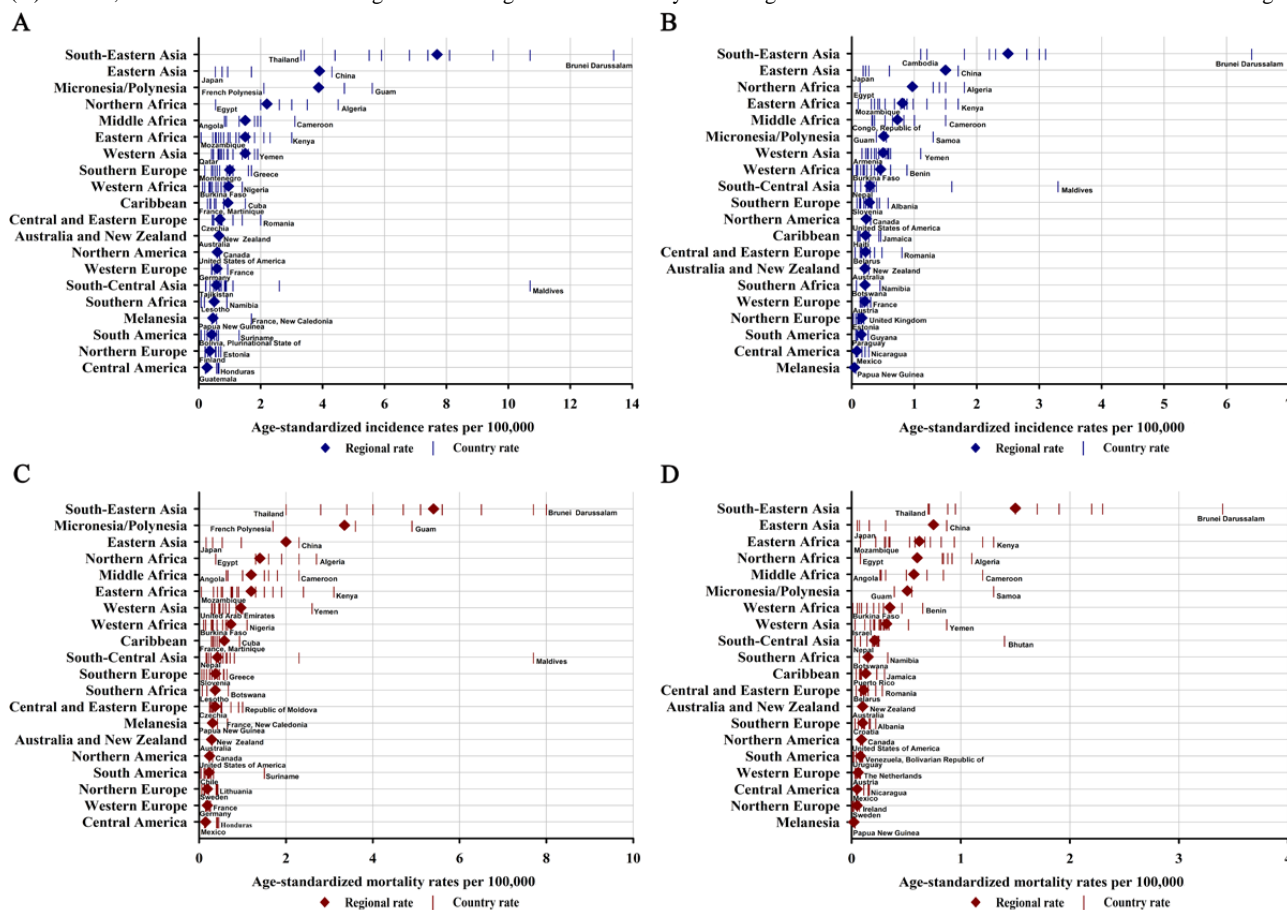 A
South-Eastern Asia
Thailand
Brunei Darussalam
Eastern Asia
Japan
China
Micronesia/Polynesia
French Polynesia
Guam
Northern Africa
Egypt
Algeria
Middle Africa
Angola
Cameroon
Eastern Africa
Mozambique
Kenya
Western Asia
Qatar
Yemen
Southern Europe
Montenegro
Greece
Western Africa
Burkina Faso
Nigeria
Caribbean
France, Martinique
Cuba
Central and Eastern Europe
Czechia
Romania
Australia and New Zealand
Australia
New Zealand
Northern America
United States of America
Canada
Western Europe
Germany
France
South-Central Asia
Tajikistan
Maldives
Southern Africa
Lesotho
Namibia
Melanesia
Papua New Guinea
France, New Caledonia
South America
Bolivia, Plurinational State of
Suriname
Northern Europe
Finland
Estonia
Central America
Guatemala
Honduras
0 2 4 6 8 10 12 14
Age-standardized incidence rates per 100,000
Regional rate | Country rate
B
South-Eastern Asia
Cambodia
Brunei Darussalam
Eastern Asia
Japan
China
Northern Africa
Egypt
Algeria
Eastern Africa
Mozambique
Kenya
Middle Africa
Congo, Republic of
Cameroon
Micronesia/Polynesia
Guam
Samoa
Western Asia
Armenia
Yemen
Western Africa
Burkina Faso
Benin
South-Central Asia
Nepal
Maldives
Southern Europe
Slovenia
Albania
Northern America
United States of America
Canada
Caribbean
Haiti
Jamaica
Central and Eastern Europe
Belarus
Romania
Australia and New Zealand
Australia
New Zealand
Southern Africa
Botswana
Namibia
Western Europe
Austria
France
Northern Europe
Estonia
United Kingdom
South America
Paraguay
Guyana
Central America
Mexico
Nicaragua
Melanesia
Papua New Guinea
0 1 2 3 4 5 6 7
Age-standardized incidence rates per 100,000
Regional rate | Country rate
C
South-Eastern Asia
Thailand
Brunei Darussalam
Micronesia/Polynesia
French Polynesia
Guam
Eastern Asia
Japan
China
Northern Africa
Egypt
Algeria
Middle Africa
Angola
Cameroon
Eastern Africa
Mozambique
Kenya
Western Asia
United Arab Emirates
Yemen
Western Africa
Burkina Faso
Nigeria
Caribbean
France, Martinique
Cuba
South-Central Asia
Nepal
Maldives
Southern Europe
Slovenia
Greece
Southern Africa
Lesotho
Botswana
Central and Eastern Europe
Czechia
Republic of Moldova
Melanesia
Papua New Guinea
France, New Caledonia
Australia and New Zealand
Australia
New Zealand
Northern America
United States of America
Canada
South America
Chile
Suriname
Northern Europe
Sweden
Lithuania
Western Europe
Germany
France
Central America
Mexico
Honduras
0 2 4 6 8 10
Age-standardized mortality rates per 100,000
Regional rate | Country rate
D
South-Eastern Asia
Thailand
Brunei Darussalam
Eastern Asia
Japan
China
Eastern Africa
Mozambique
Kenya
Northern Africa
Egypt
Algeria
Middle Africa
Angola
Cameroon
Micronesia/Polynesia
Guam
Samoa
Western Africa
Burkina Faso
Benin
Western Asia
Israel
Yemen
South-Central Asia
Nepal
Bhutan
Southern Africa
Botswana
Namibia
Caribbean
Puerto Rico
Jamaica
Central and Eastern Europe
Belarus
Romania
Australia and New Zealand
Australia
New Zealand
Southern Europe
Croatia
Albania
Northern America
United States of America
Canada
South America
Uruguay
Venezuela, Bolivarian Republic of
Western Europe
Austria
The Netherlands
Central America
Mexico
Nicaragua
Northern Europe
Sweden
Ireland
Melanesia
Papua New Guinea
0 1 2 3 4
Age-standardized mortality rates per 100,000
Regional rate | Country rate